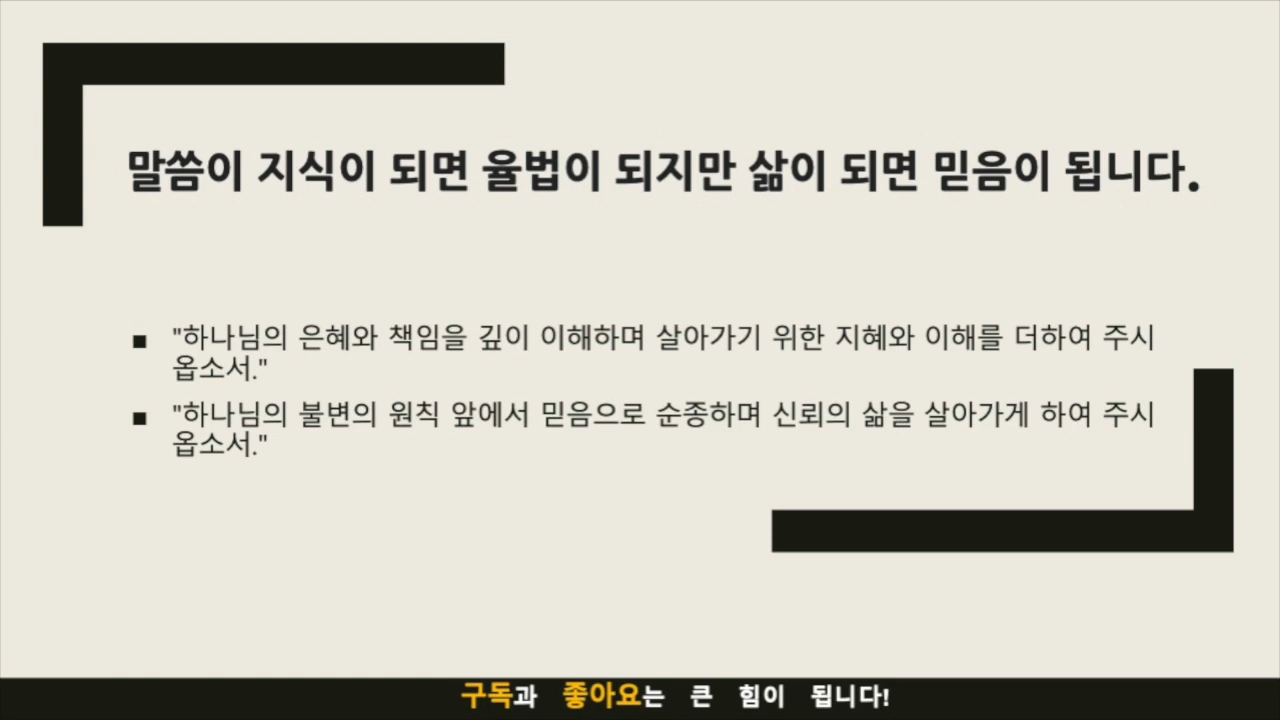 말씀이 지식이 되면 율법이 되지만 삶이 되면 믿음이 됩니다.
■ "하나님의 은혜와 책임을 깊이 이해하며 살아가기 위한 지혜와 이해를 더하여 주시
옵소서."
■ "하나님의 불변의 원칙 앞에서 믿음으로 순종하며 신뢰의 삶을 살아가게 하여 주시
옵소서."
구독과 좋아요는 큰 힘이 됩니다!